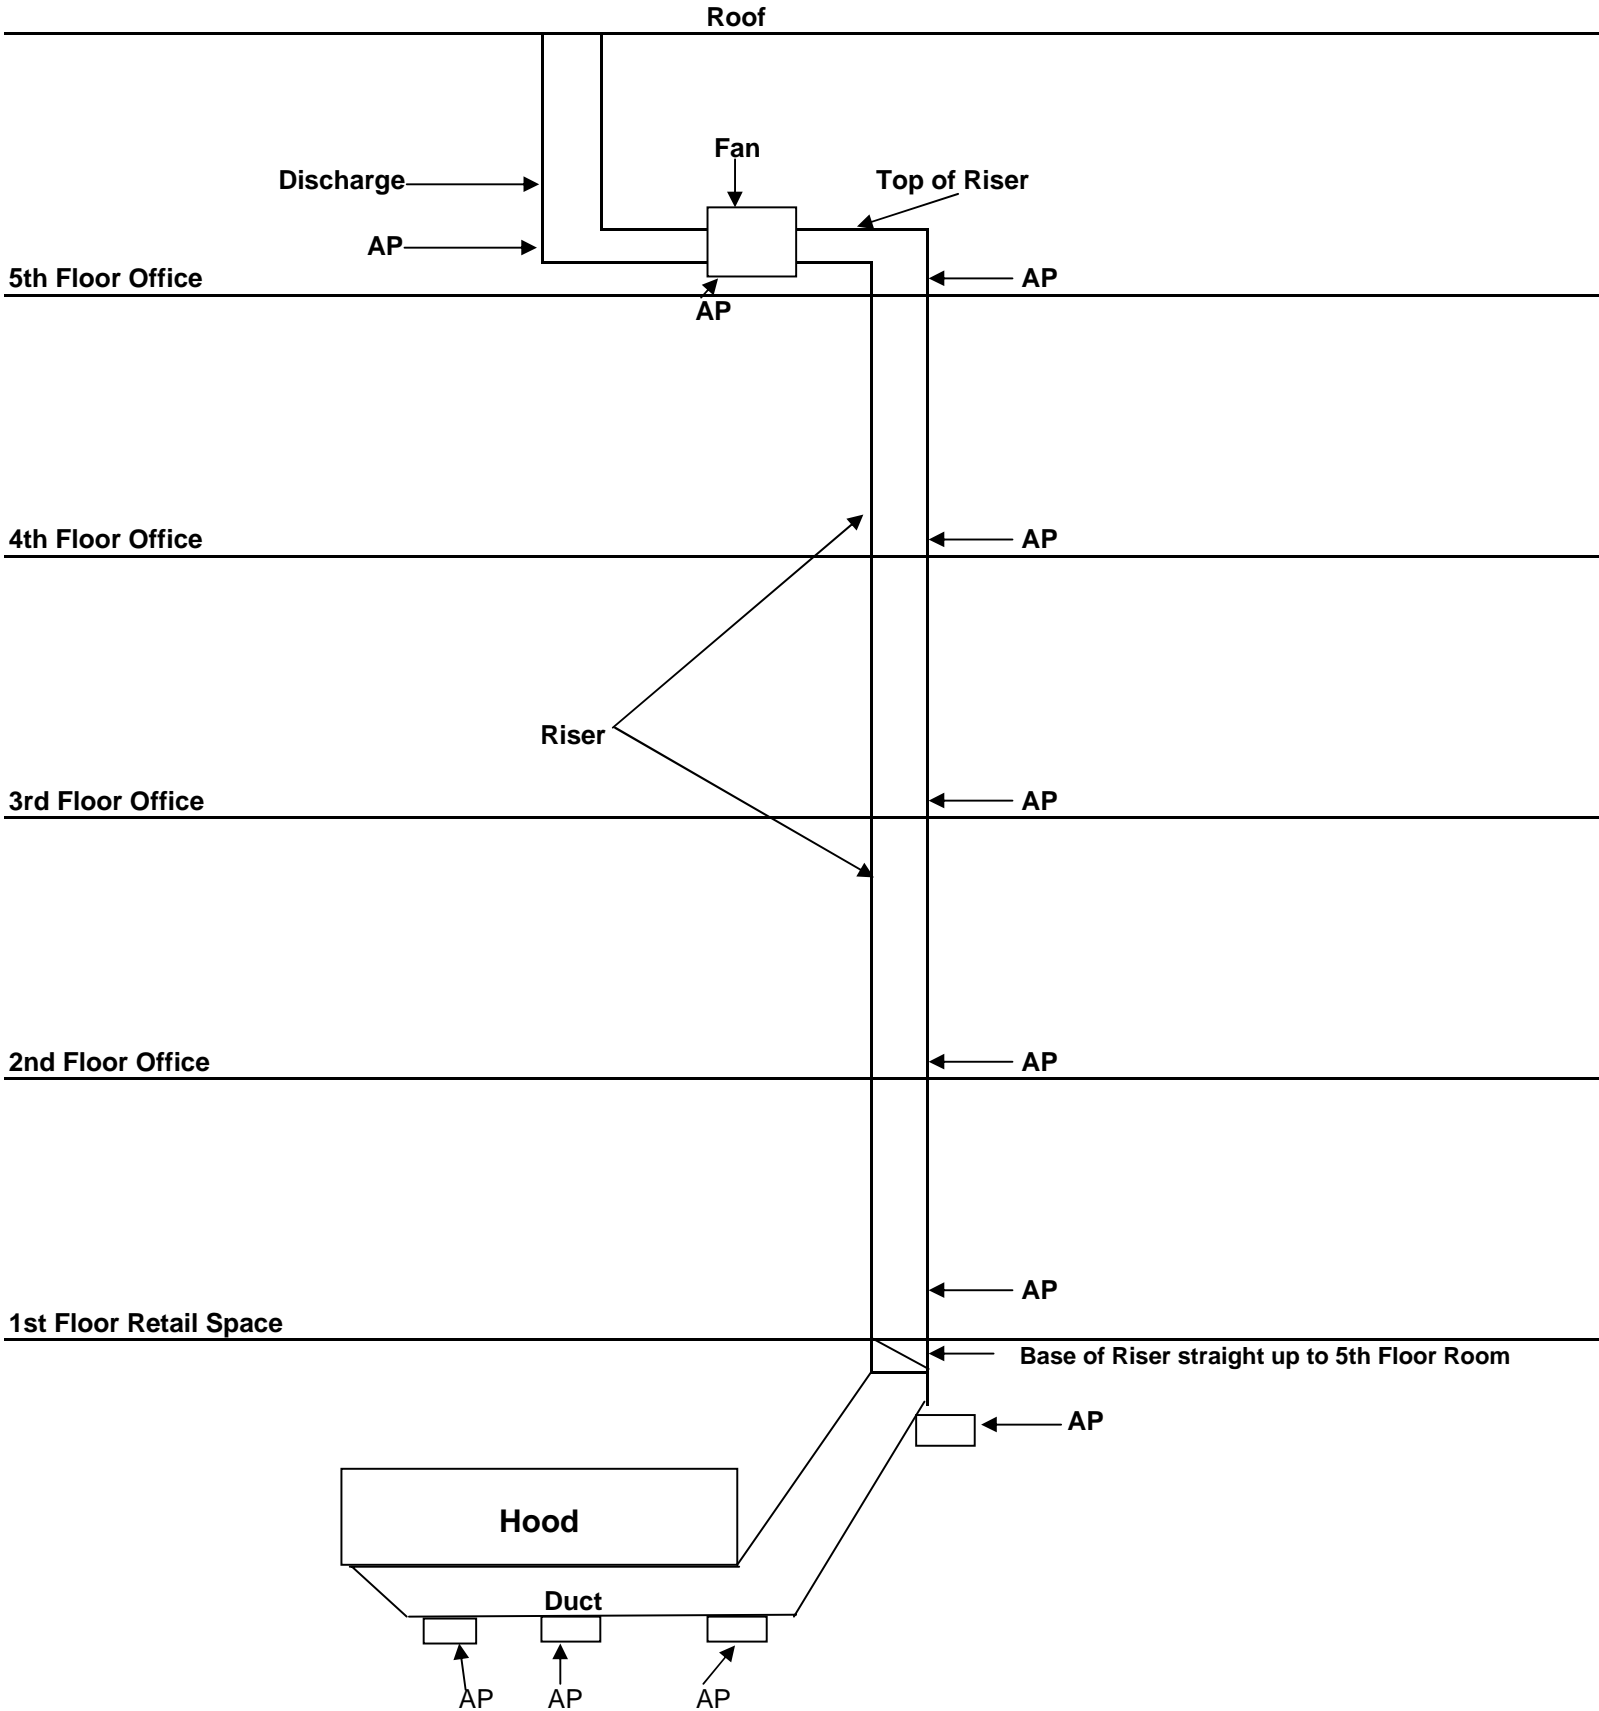 Roof
Fan
Discharge
Top of Riser
AP
5th Floor Office
AP
AP
4th Floor Office
AP
Riser
3rd Floor Office
AP
2nd Floor Office
AP
AP
1st Floor Retail Space
Base of Riser straight up to 5th Floor Room
AP
Hood
Duct
AP
AP
AP